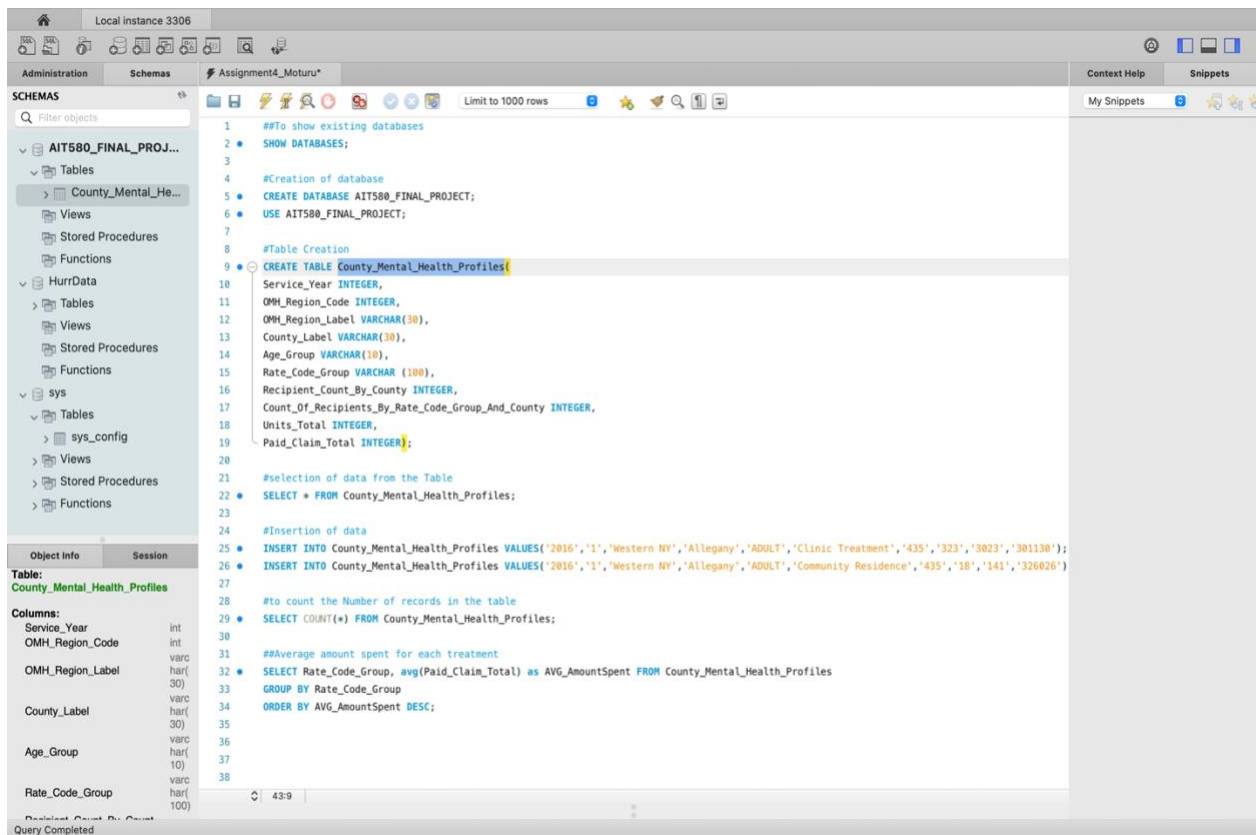 Local instance 3306
Administration
Schemas
Assignment4_Moturu*
Context Help
Snippets
SCHEMAS
Filter objects
AIT580_FINAL_PROJ...
Tables
County_Mental_He...
Views
Stored Procedures
Functions
HurrData
Tables
Views
Stored Procedures
Functions
sys
Tables
sys_config
Views
Stored Procedures
Functions
Limit to 1000 rows
My Snippets
1 ##To show existing databases
2 SHOW DATABASES;
3
4 #Creation of database
5 CREATE DATABASE AIT580_FINAL_PROJECT;
6 USE AIT580_FINAL_PROJECT;
7
8 #Table Creation
9 CREATE TABLE County_Mental_Health_Profiles(
10 Service_Year INTEGER,
11 OMH_Region_Code INTEGER,
12 OMH_Region_Label VARCHAR(30),
13 County_Label VARCHAR(30),
14 Age_Group VARCHAR(10),
15 Rate_Code_Group VARCHAR (100),
16 Recipient_Count_By_County INTEGER,
17 Count_Of_Recipients_By_Rate_Code_Group_And_County INTEGER,
18 Units_Total INTEGER,
19 Paid_Claim_Total INTEGER);
20
21 #selection of data from the Table
22 SELECT * FROM County_Mental_Health_Profiles;
23
24 #Insertion of data
25 INSERT INTO County_Mental_Health_Profiles VALUES('2016','1','Western NY','Allegany','ADULT','Clinic Treatment','435','323','3023','301130');
26 INSERT INTO County_Mental_Health_Profiles VALUES('2016','1','Western NY','Allegany','ADULT','Community Residence','435','18','141','326026')
27
28 #to count the Number of records in the table
29 SELECT COUNT(*) FROM County_Mental_Health_Profiles;
30
31 ##Average amount spent for each treatment
32 SELECT Rate_Code_Group, avg(Paid_Claim_Total) as AVG_AmountSpent FROM County_Mental_Health_Profiles
33 GROUP BY Rate_Code_Group
34 ORDER BY AVG_AmountSpent DESC;
35
36
37
38
43:9
Object Info
Session
Table:
County_Mental_Health_Profiles
Columns:
Service_Year int
OMH_Region_Code int
OMH_Region_Label varc
har(
30)
County_Label varc
har(
30)
Age_Group varc
har(
10)
Rate_Code_Group varc
har(
100)
Query Completed